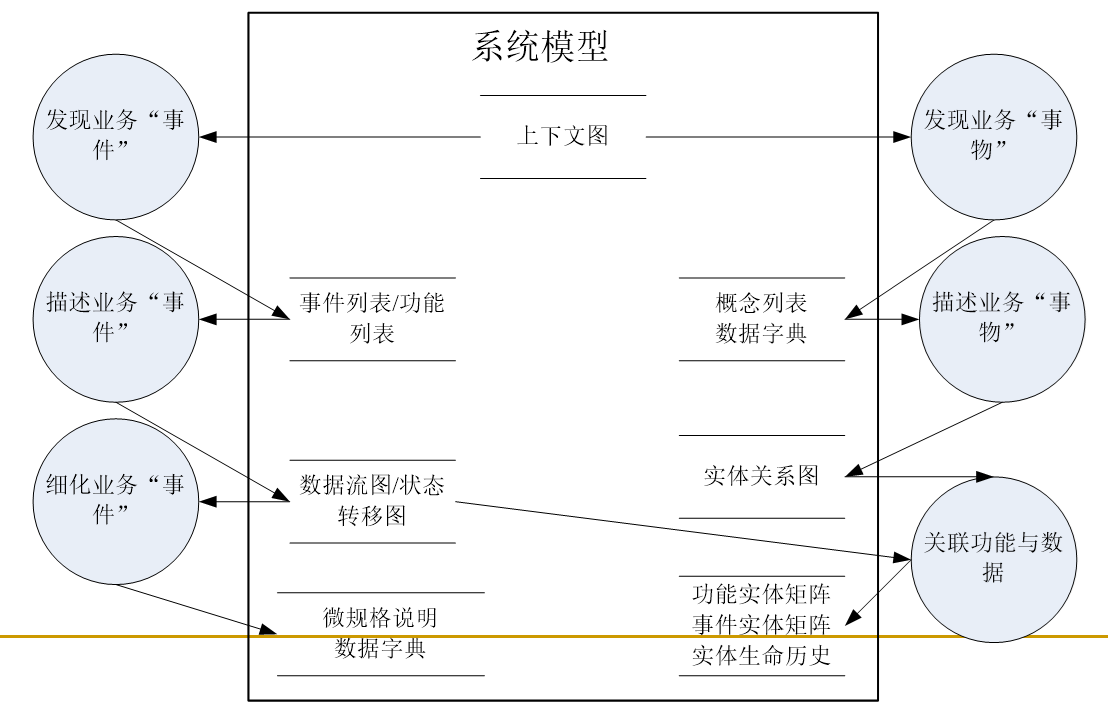 系统模型
发现业务“事
件”
上下文图
发现业务“事
物”
描述业务“事
件”
事件列表/功能
列表
概念列表
数据字典
描述业务“事
物”
细化业务“事
件”
数据流图/状态
转移图
实体关系图
关联功能与数
据
微规格说明
数据字典
功能实体矩阵
事件实体矩阵
实体生命历史